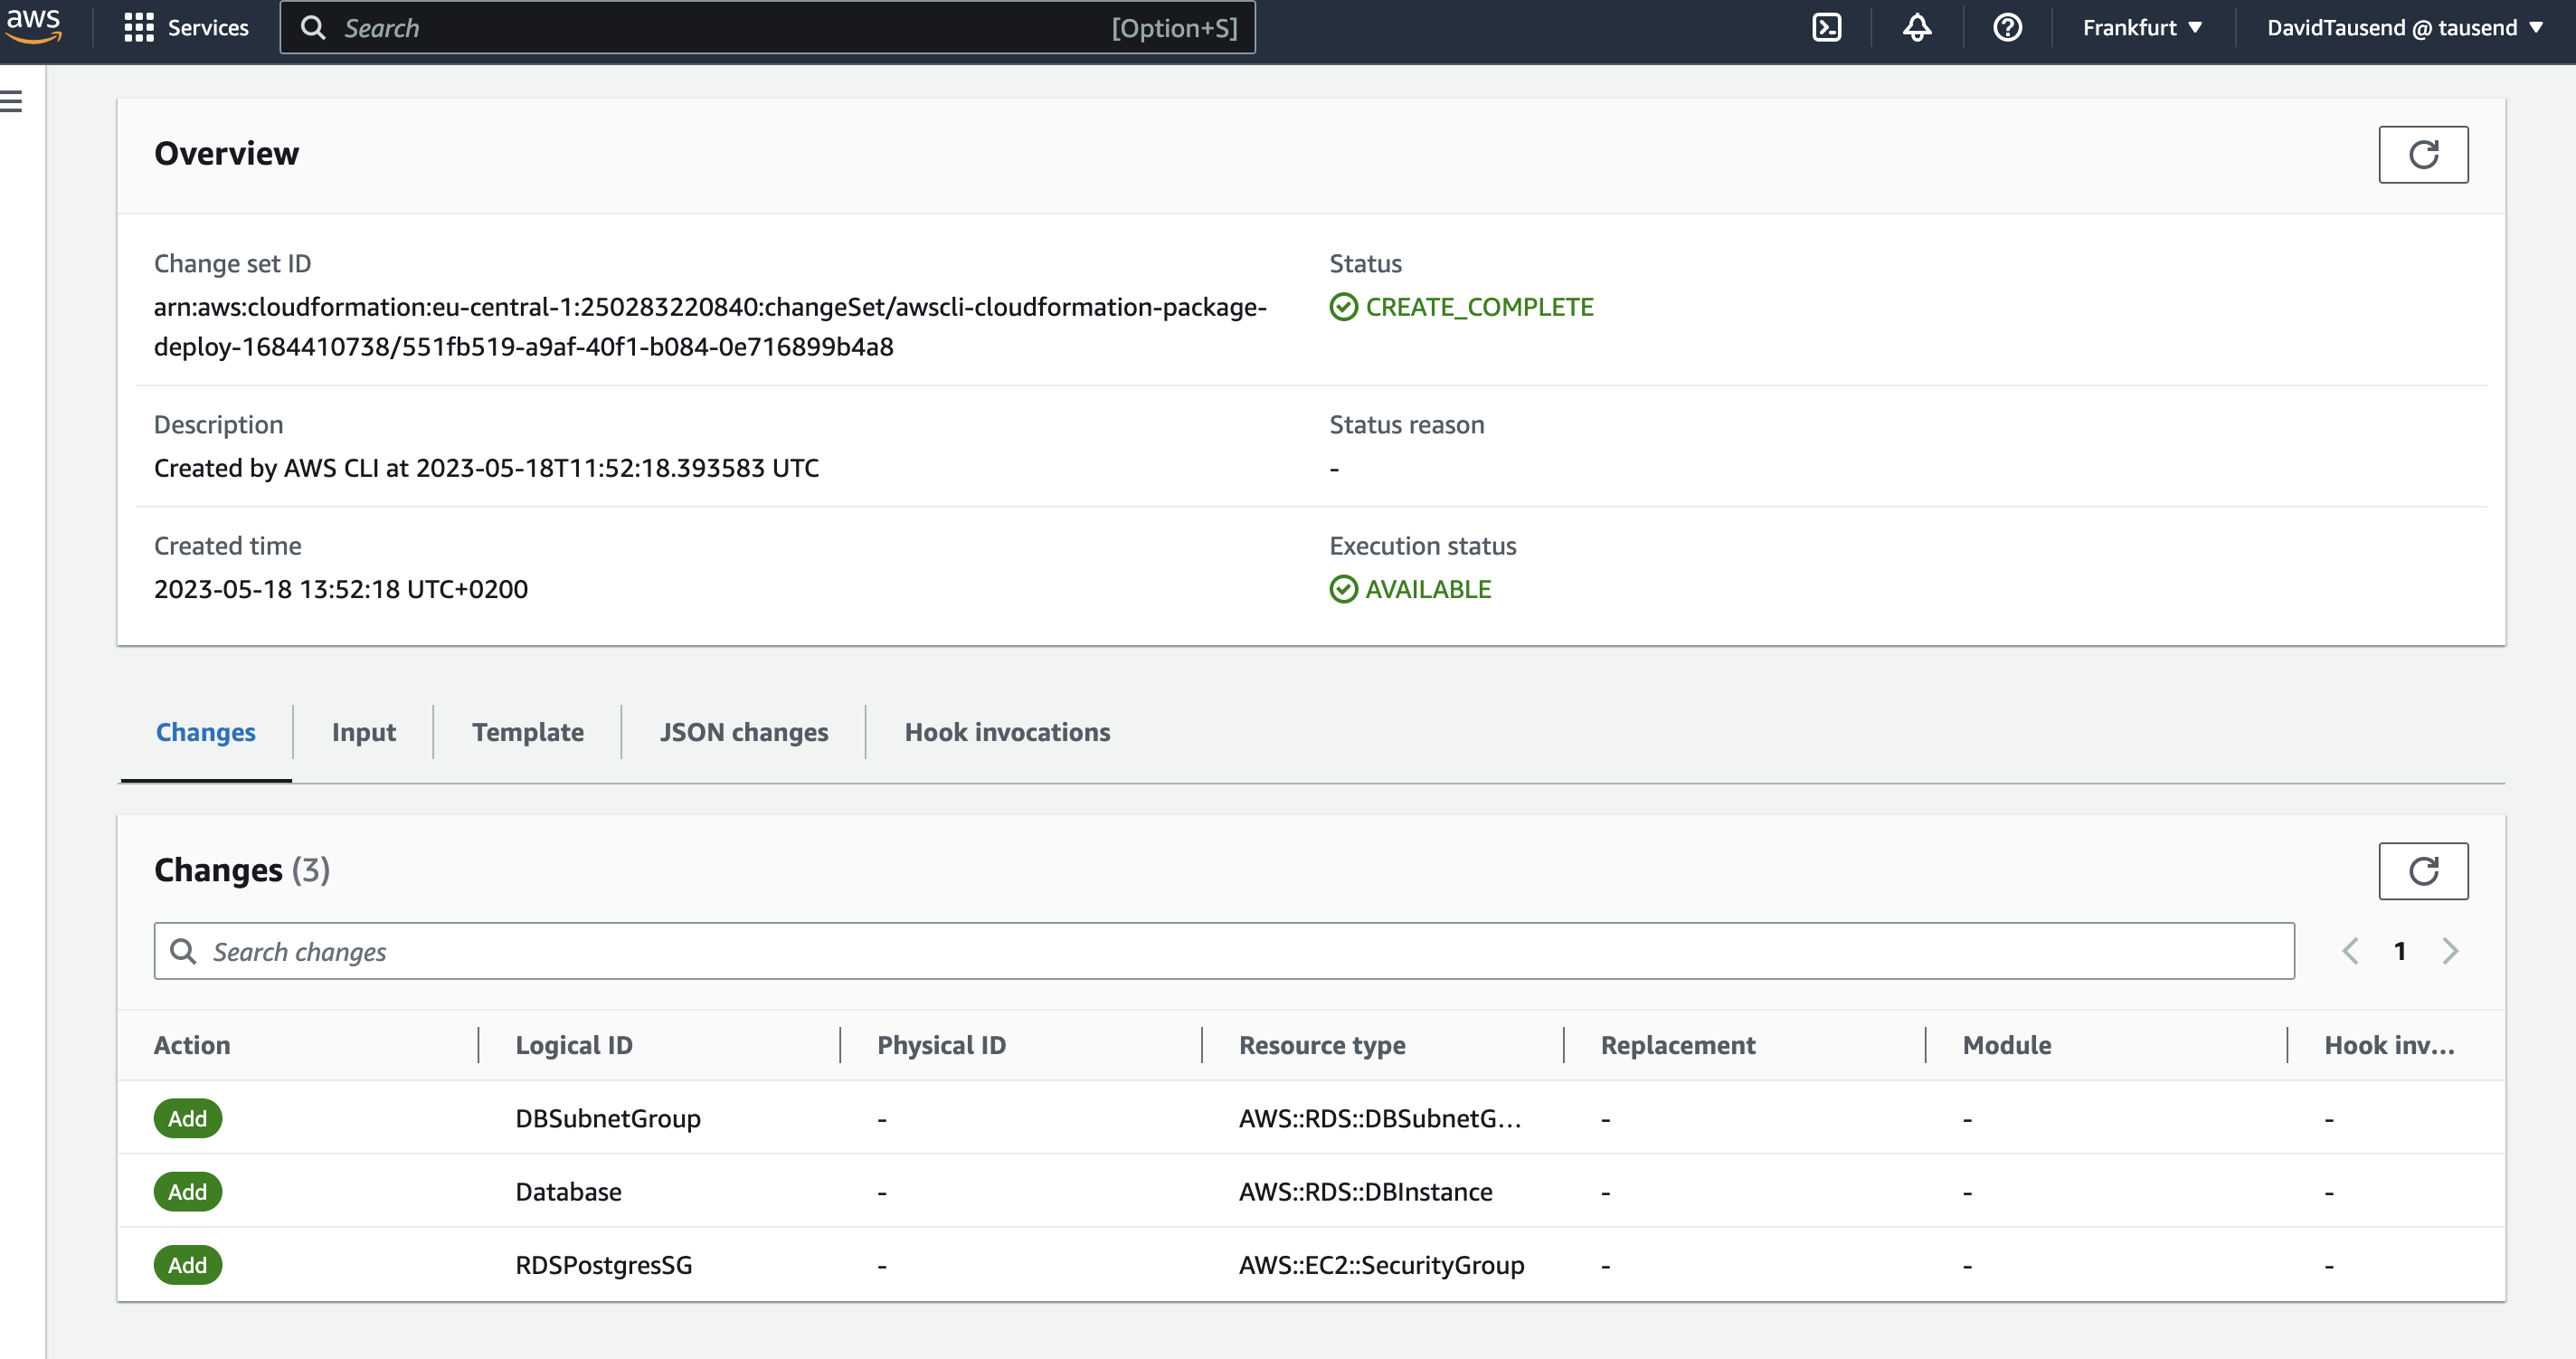 aws Services Search [Option+S] Frankfurt DavidTausend @ tausend
Overview
Change set ID
arn:aws:cloudformation:eu-central-1:250283220840:changeSet/awscli-cloudformation-package-
deploy-1684410738/551fb519-a9af-40f1-b084-0e716899b4a8
Status
CREATE_COMPLETE
Description
Created by AWS CLI at 2023-05-18T11:52:18.393583 UTC
Status reason
-
Created time
2023-05-18 13:52:18 UTC+0200
Execution status
AVAILABLE
Changes Input Template JSON changes Hook invocations
Changes (3)
Search changes 1
Action Logical ID Physical ID Resource type Replacement Module Hook inv...
Add DBSubnetGroup - AWS::RDS::DBSubnetG... - - -
Add Database - AWS::RDS::DBInstance - - -
Add RDSPostgresSG - AWS::EC2::SecurityGroup - - -